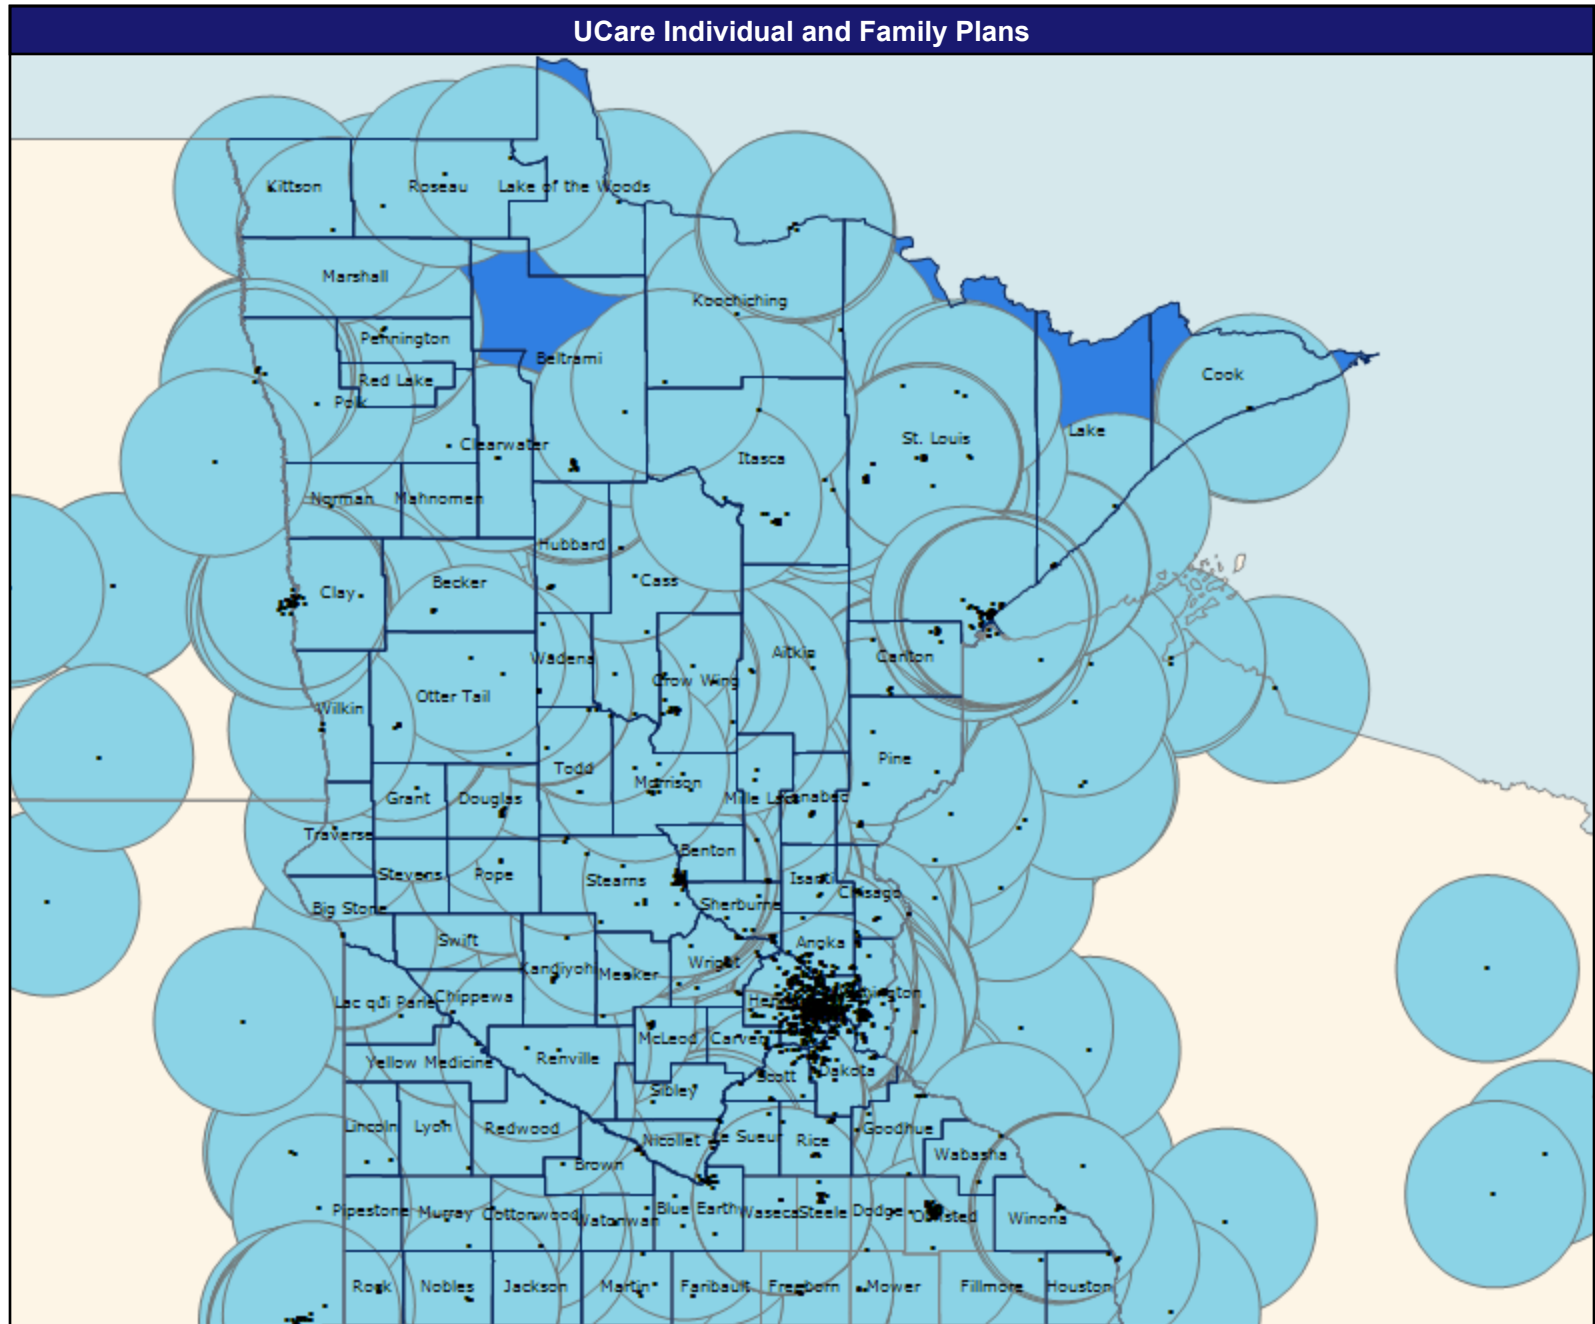 UCare Individual and Family Plans
Kittson
Roseau
Lake of the Woods
Marshall
Koochiching
Pennington
Beltrami
Red Lake
Cook
Polk
Clearwater
St. Louis
Lake
Itasca
Norman
Mahnomen
Hubbard
Cass
Becker
Clay
Aitkin
Carlton
Wadena
Crow Wing
Otter Tail
Wilkin
Pine
Todd
Morrison
Grant
Douglas
Mille Lacs
Kanabec
Traverse
Benton
Stevens
Pope
Stearns
Isanti
Chisago
Big Stone
Sherburne
Swift
Anoka
Kandiyohi
Meeker
Wright
Lac qui Parle
Chippewa
McLeod
Carver
Yellow Medicine
Renville
Scott
Dakota
Sibley
Lincoln
Lyon
Redwood
Nicollet
Le Sueur
Rice
Goodhue
Wabasha
Brown
Pipestone
Murray
Cottonwood
Watonwan
Blue Earth
Waseca
Steele
Dodge
Olmsted
Winona
Rock
Nobles
Jackson
Martin
Faribault
Freeborn
Mower
Fillmore
Houston